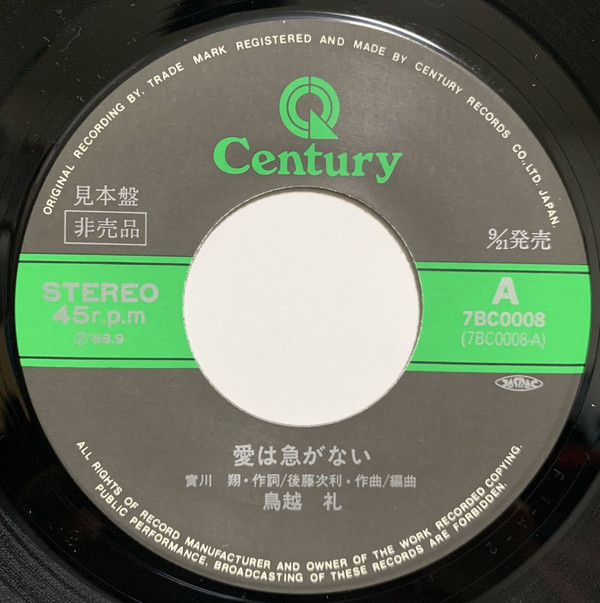 ORIGINAL RECORDING BY. TRADE MARK REGISTERED AND MADE BY CENTURY RECORDS CO., LTD. JAPAN.
Century
見本盤
非売品
9/21発売
STEREO
45r.p.m
Ⓟ'88.9
A
7BC0008
(7BC0008-A)
愛は急がない
實川 翔・作詞/後藤次利・作曲/編曲
鳥越 礼
ALL RIGHTS OF RECORD MANUFACTURER AND OWNER OF THE WORK RECORDED COPYING,
PUBLIC PERFORMANCE, BROADCASTING OF THESE RECORDS ARE FORBIDDEN.